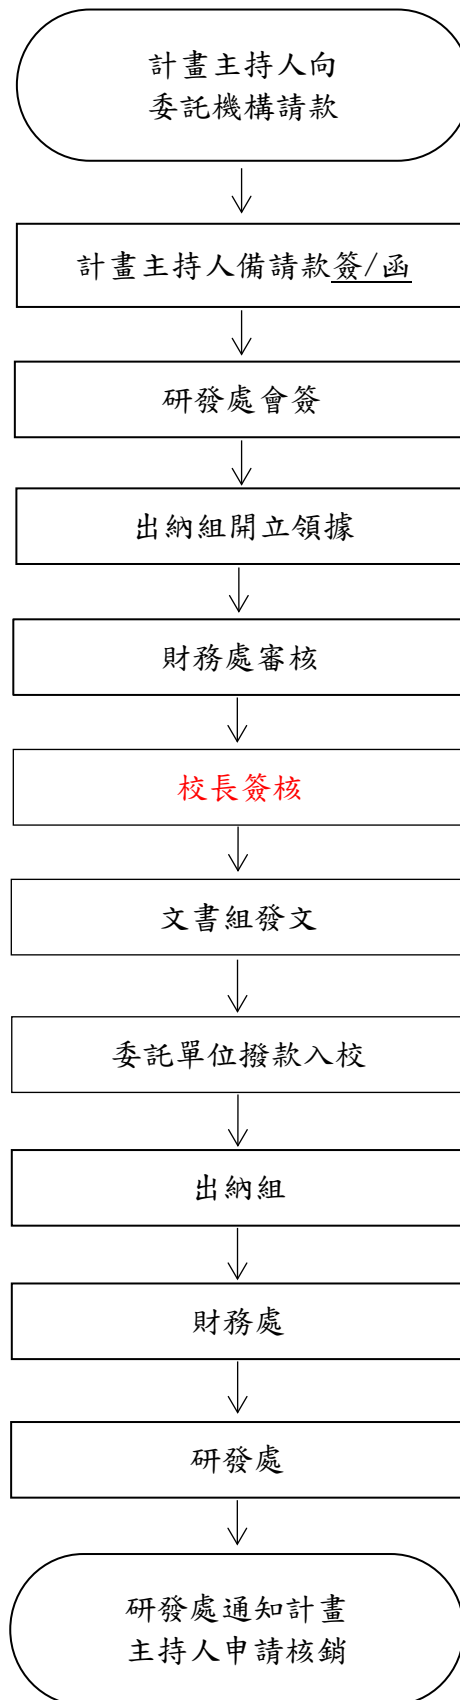 計畫主持人向
委託機構請款
計畫主持人備請款簽/函
研發處會簽
出納組開立領據
財務處審核
校長簽核
文書組發文
委託單位撥款入校
出納組
財務處
研發處
研發處通知計畫
主持人申請核銷